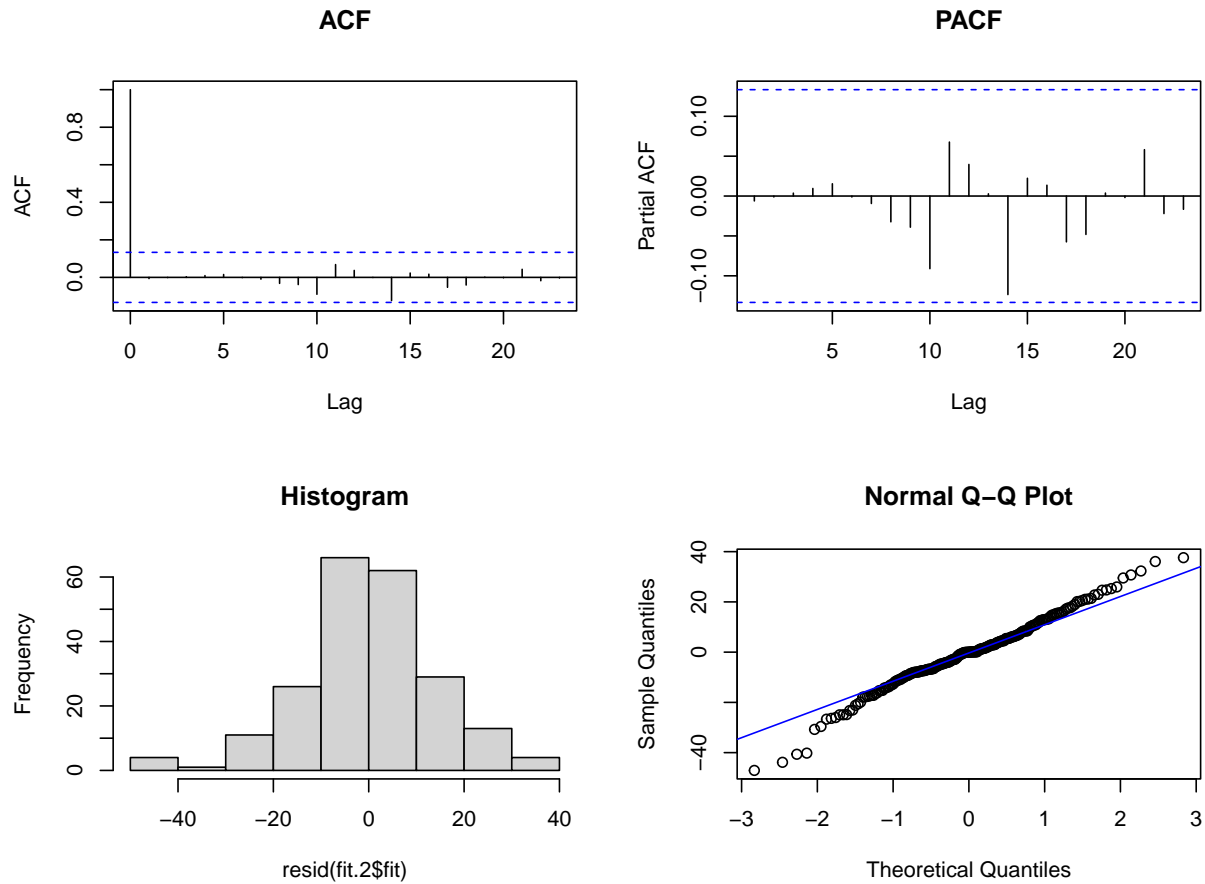 ACF
ACF
0.0 0.4 0.8
0 5 10 15 20
Lag
PACF
Partial ACF
−0.10 0.00 0.10
5 10 15 20
Lag
Histogram
Frequency
0 20 40 60
−40 −20 0 20 40
resid(fit.2$fit)
Normal Q−Q Plot
Sample Quantiles
−40 0 20 40
−3 −2 −1 0 1 2 3
Theoretical Quantiles